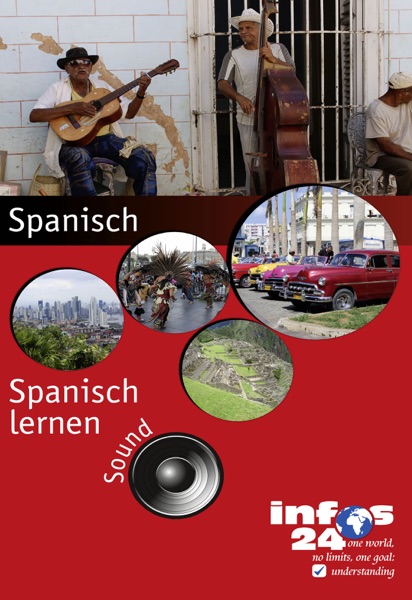 Spanisch
Spanisch
lernen
Sound
infos
24
one world,
no limits, one goal:
understanding